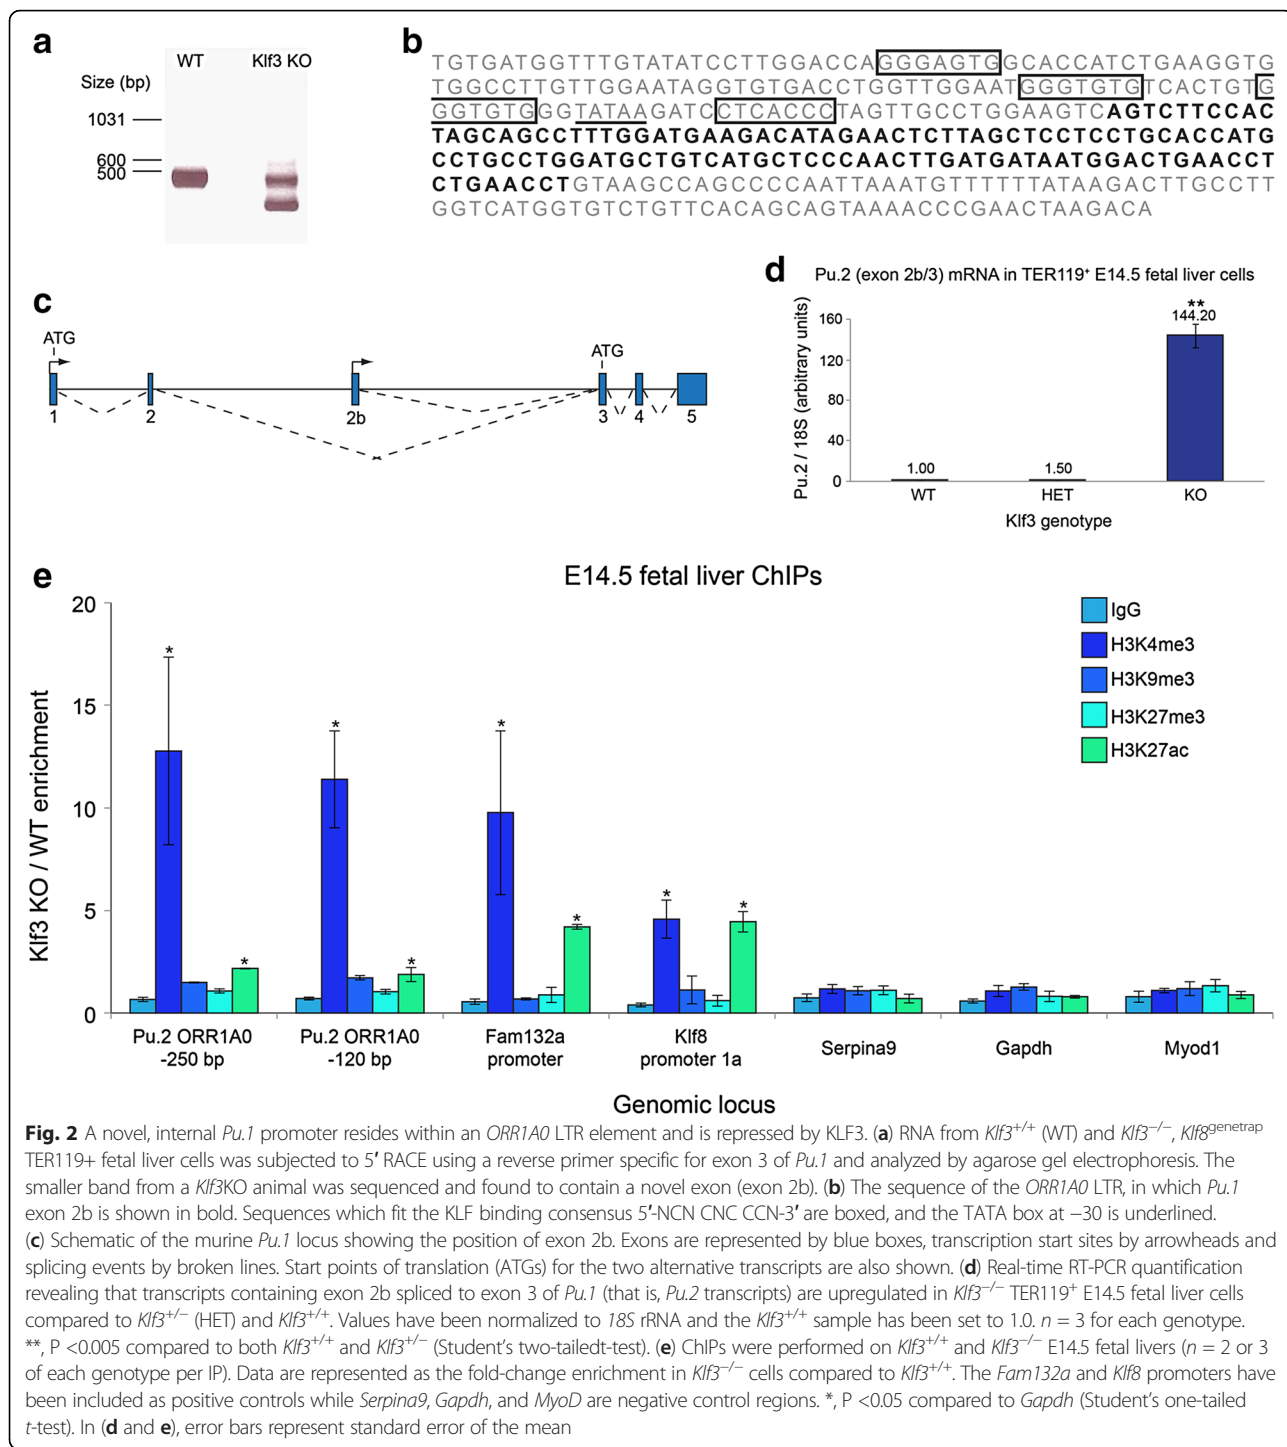 a
WT
Klf3 KO
Size (bp)
1031
600
500
b
TGTGATGGTTTGTATATCCTTGGACCAGGGAGTGGCACCATCTGAAGGTG
TGGCCTTGTTGGAATAGGTGTGACCTGGTTGGAATGGGTGTGTCACTGTG
GGTGTGGGTATAAGATCCTCACCCTAGTTGCCTGGAAGTCAGTCTTCCAC
TAGCAGCCTTTGGATGAAGACATAGAACTCTTAGCTCCTCCTGCACCATG
CCTGCCTGGATGCTGTCATGCTCCCAACTTGATGATAATGGACTGAACCT
CTGAACCTGTAAGCCAGCCCCAATTAAATGTTTTTTATAAGACTTGCCTT
GGTCATGGTGTCTGTTCACAGCAGTAAAACCCGAACTAAGACA
c
ATG
ATG
1 2 2b 3 4 5
d
Pu.2 (exon 2b/3) mRNA in TER119⁺ E14.5 fetal liver cells
Pu.2 / 18S (arbitrary units)
160
120
80
40
0
1.00
1.50
**
144.20
WT HET KO
Klf3 genotype
e
E14.5 fetal liver ChIPs
Klf3 KO / WT enrichment
20
15
10
5
0
* * * * * * * *
IgG
H3K4me3
H3K9me3
H3K27me3
H3K27ac
Pu.2 ORR1A0
-250 bp
Pu.2 ORR1A0
-120 bp
Fam132a
promoter
Klf8
promoter 1a
Serpina9
Gapdh
Myod1
Genomic locus
Fig. 2 A novel, internal Pu.1 promoter resides within an ORR1A0 LTR element and is repressed by KLF3. (a) RNA from Klf3⁺/⁺ (WT) and Klf3⁻/⁻, Klf8genetrap
TER119+ fetal liver cells was subjected to 5′ RACE using a reverse primer specific for exon 3 of Pu.1 and analyzed by agarose gel electrophoresis. The
smaller band from a Klf3KO animal was sequenced and found to contain a novel exon (exon 2b). (b) The sequence of the ORR1A0 LTR, in which Pu.1
exon 2b is shown in bold. Sequences which fit the KLF binding consensus 5′-NCN CNC CCN-3′ are boxed, and the TATA box at −30 is underlined.
(c) Schematic of the murine Pu.1 locus showing the position of exon 2b. Exons are represented by blue boxes, transcription start sites by arrowheads and
splicing events by broken lines. Start points of translation (ATGs) for the two alternative transcripts are also shown. (d) Real-time RT-PCR quantification
revealing that transcripts containing exon 2b spliced to exon 3 of Pu.1 (that is, Pu.2 transcripts) are upregulated in Klf3⁻/⁻ TER119⁺ E14.5 fetal liver cells
compared to Klf3⁺/⁻ (HET) and Klf3⁺/⁺. Values have been normalized to 18S rRNA and the Klf3⁺/⁺ sample has been set to 1.0. n = 3 for each genotype.
**, P <0.005 compared to both Klf3⁺/⁺ and Klf3⁺/⁻ (Student's two-tailedt-test). (e) ChIPs were performed on Klf3⁺/⁺ and Klf3⁻/⁻ E14.5 fetal livers (n = 2 or 3
of each genotype per IP). Data are represented as the fold-change enrichment in Klf3⁻/⁻ cells compared to Klf3⁺/⁺. The Fam132a and Klf8 promoters have
been included as positive controls while Serpina9, Gapdh, and MyoD are negative control regions. *, P <0.05 compared to Gapdh (Student's one-tailed
t-test). In (d and e), error bars represent standard error of the mean